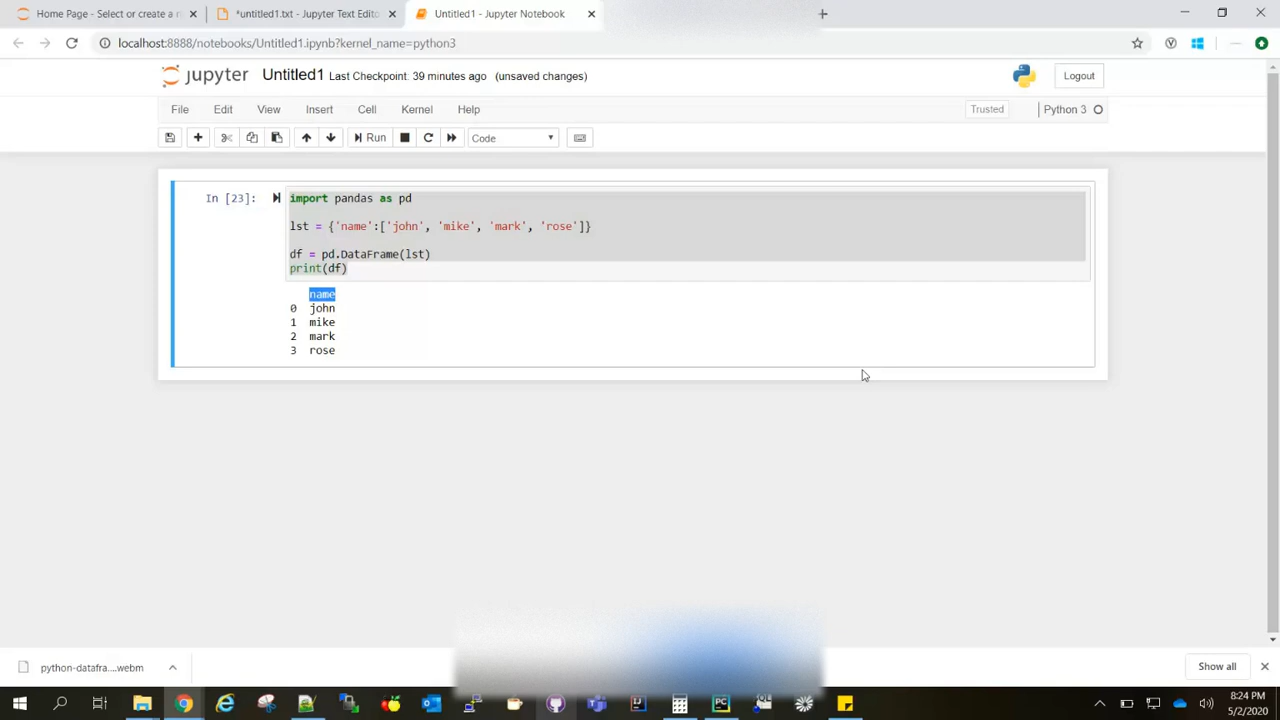 Home Page - Select or create a n
*untitled1.txt - Jupyter Text Edito
Untitled1 - Jupyter Notebook
localhost:8888/notebooks/Untitled1.ipynb?kernel_name=python3
jupyter Untitled1 Last Checkpoint: 39 minutes ago (unsaved changes)
Logout
File Edit View Insert Cell Kernel Help
Trusted Python 3
Run Code
In [23]:
import pandas as pd
lst = {'name':['john', 'mike', 'mark', 'rose']}
df = pd.DataFrame(lst)
print(df)
name
0 john
1 mike
2 mark
3 rose
python-datafra....webm
Show all
8:24 PM
5/2/2020